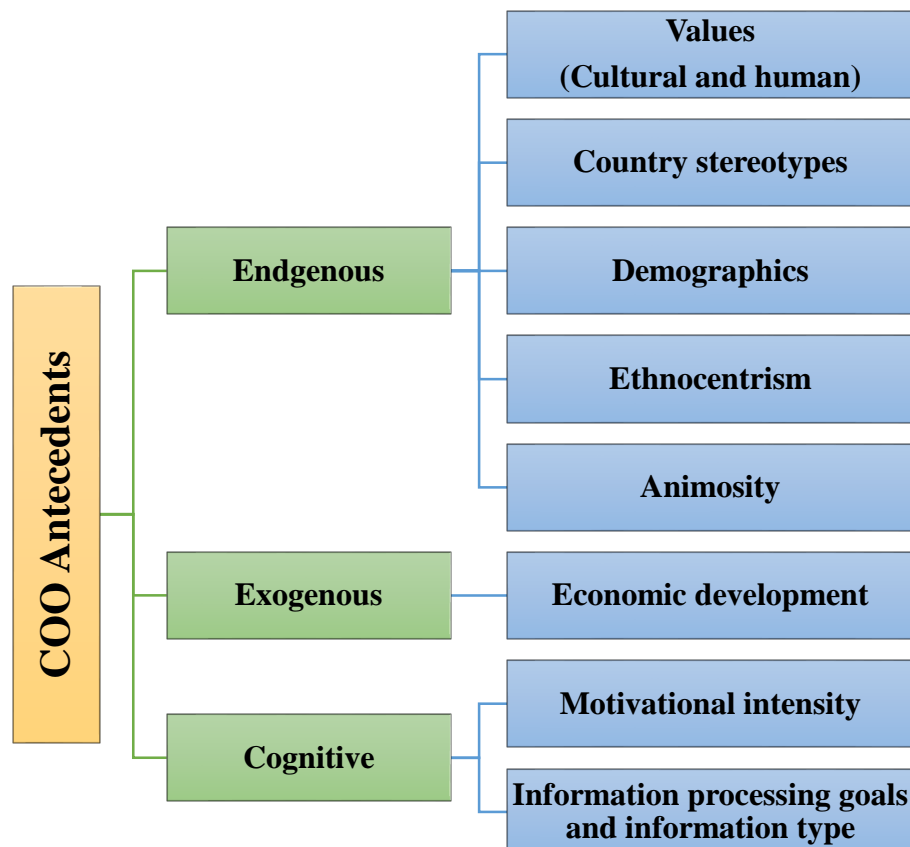 COO Antecedents
Endgenous
Values
(Cultural and human)
Country stereotypes
Demographics
Ethnocentrism
Animosity
Exogenous
Economic development
Cognitive
Motivational intensity
Information processing goals
and information type